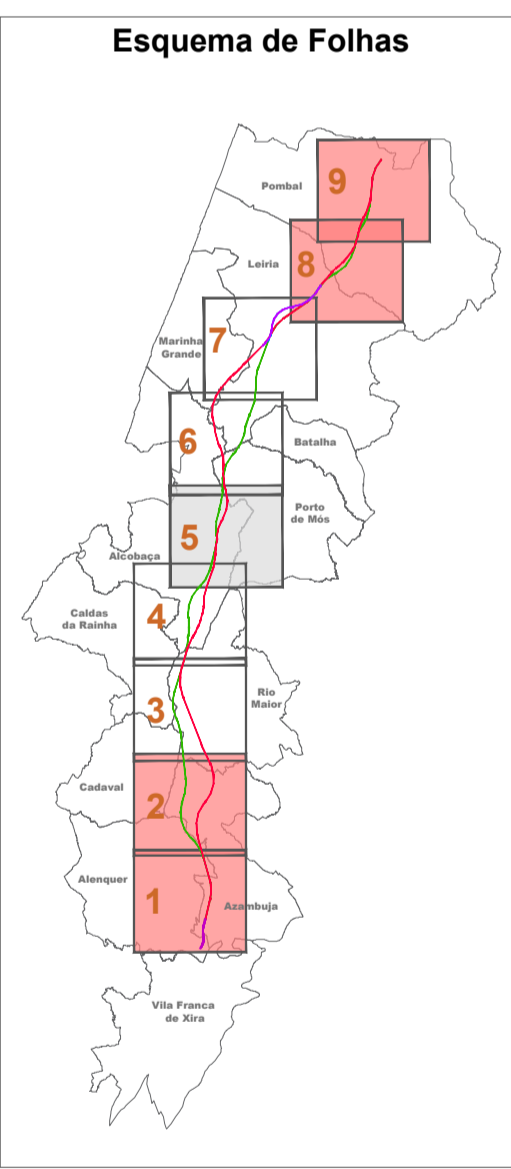 Esquema de Folhas
9
Pombal
8
Leiria
7
Marinha
Grande
6
Batalha
Porto
de Mós
5
Alcobaça
4
Caldas
da Rainha
Rio
Maior
3
Cadaval
2
Alenquer
1
Azambuja
Vila Franca
de Xira